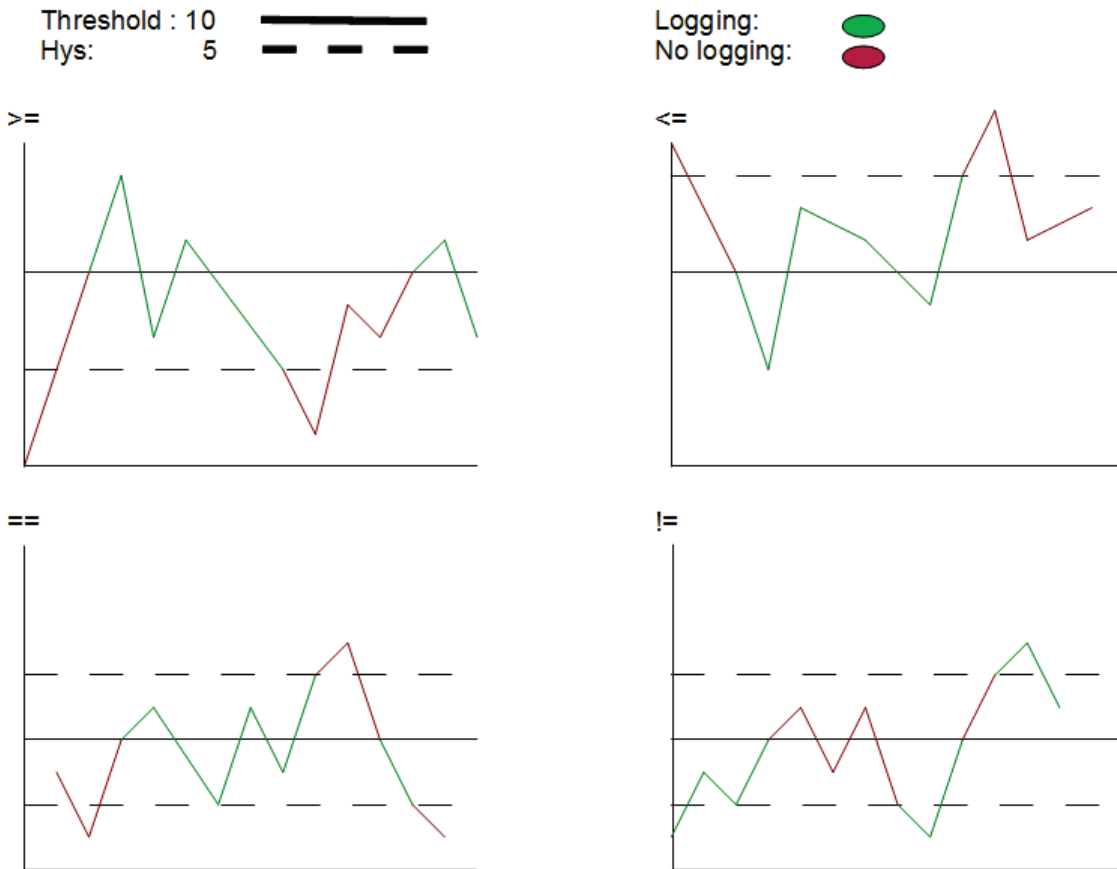 Threshold : 10
Hys: 5
Logging:
No logging:
>=
<=
==
!=